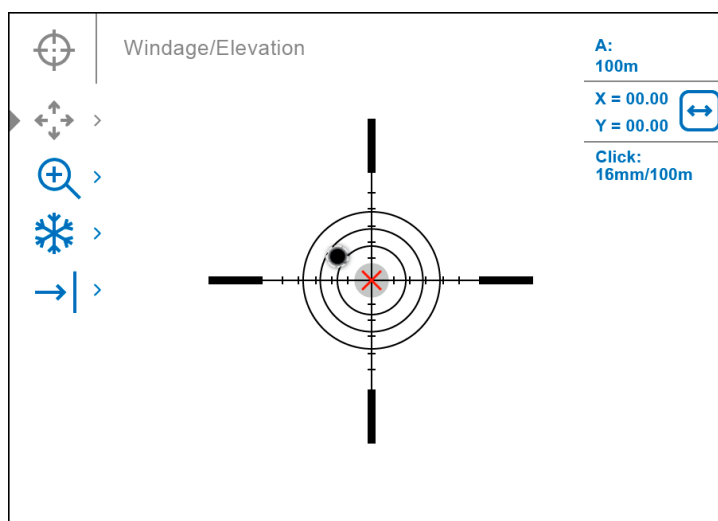 Windage/Elevation
A:
100m
X = 00.00
Y = 00.00
Click:
16mm/100m